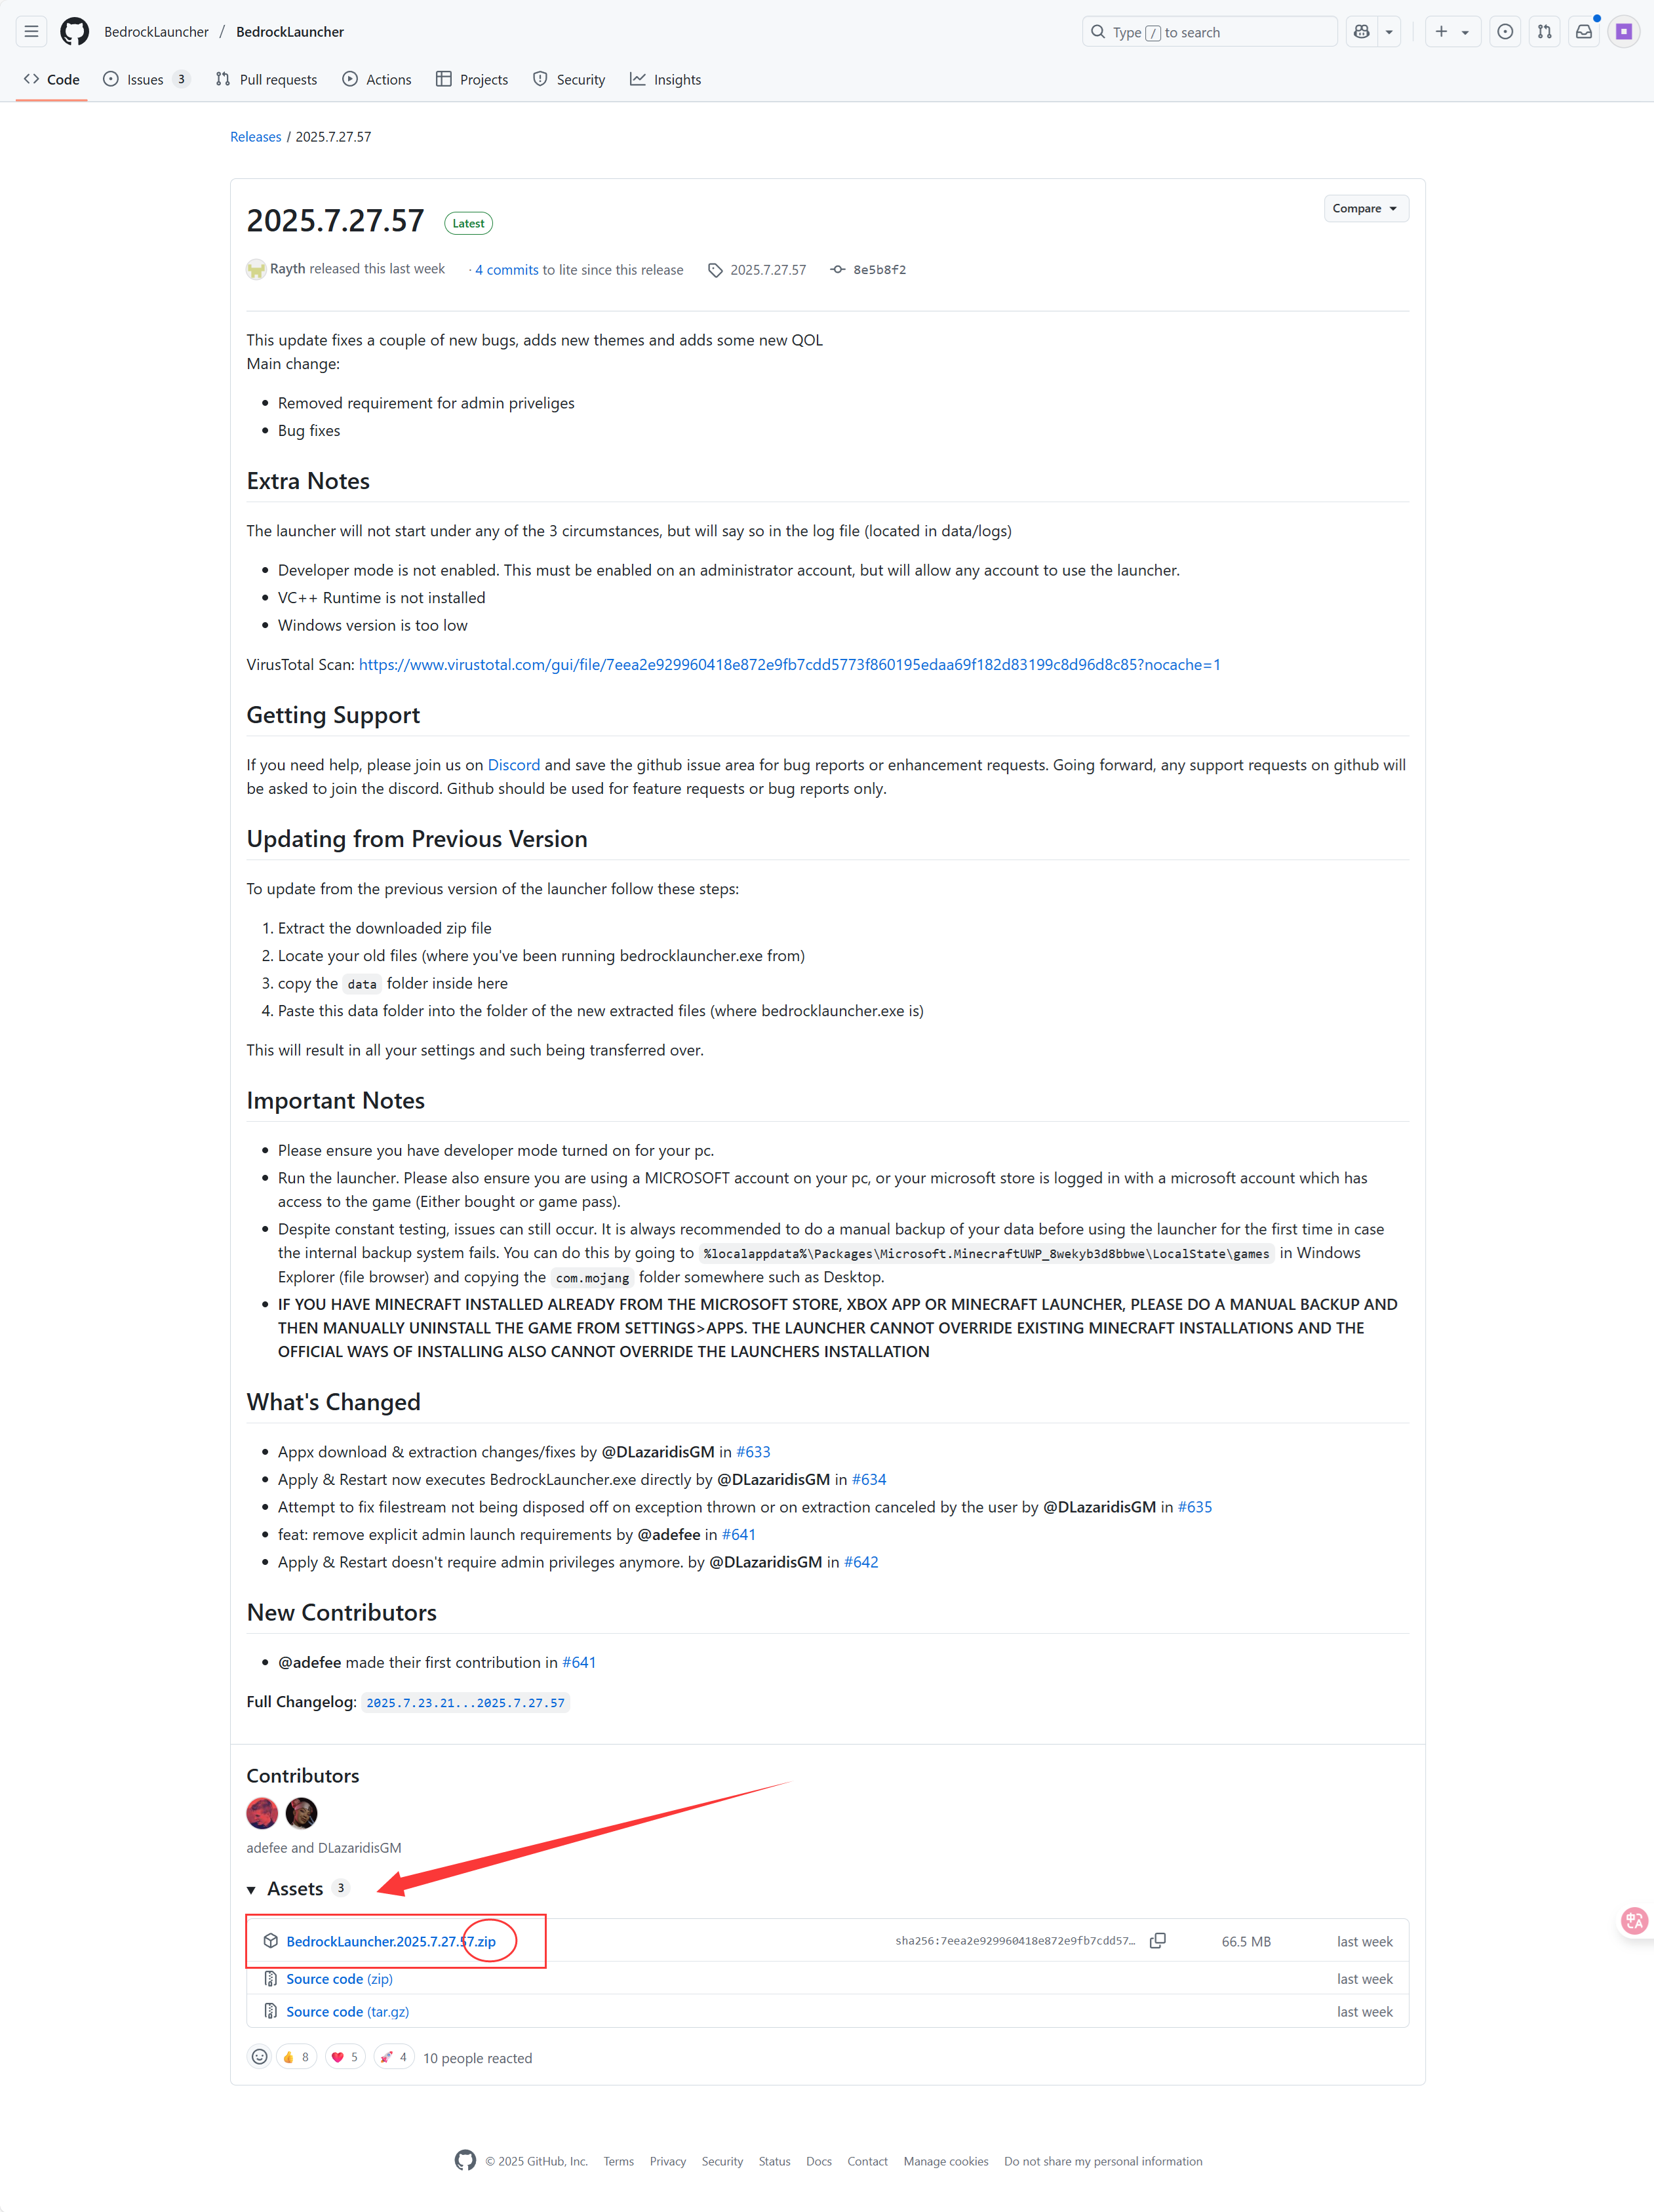 BedrockLauncher / BedrockLauncher
Type / to search
Code Issues 3 Pull requests Actions Projects Security Insights
Releases / 2025.7.27.57
2025.7.27.57 Latest
Compare
Rayth released this last week · 4 commits to lite since this release 2025.7.27.57 8e5b8f2
This update fixes a couple of new bugs, adds new themes and adds some new QOL
Main change:
Removed requirement for admin priveliges
Bug fixes
Extra Notes
The launcher will not start under any of the 3 circumstances, but will say so in the log file (located in data/logs)
Developer mode is not enabled. This must be enabled on an administrator account, but will allow any account to use the launcher.
VC++ Runtime is not installed
Windows version is too low
VirusTotal Scan: https://www.virustotal.com/gui/file/7eea2e929960418e872e9fb7cdd5773f860195edaa69f182d83199c8d96d8c85?nocache=1
Getting Support
If you need help, please join us on Discord and save the github issue area for bug reports or enhancement requests. Going forward, any support requests on github will
be asked to join the discord. Github should be used for feature requests or bug reports only.
Updating from Previous Version
To update from the previous version of the launcher follow these steps:
1. Extract the downloaded zip file
2. Locate your old files (where you've been running bedrocklauncher.exe from)
3. copy the data folder inside here
4. Paste this data folder into the folder of the new extracted files (where bedrocklauncher.exe is)
This will result in all your settings and such being transferred over.
Important Notes
Please ensure you have developer mode turned on for your pc.
Run the launcher. Please also ensure you are using a MICROSOFT account on your pc, or your microsoft store is logged in with a microsoft account which has
access to the game (Either bought or game pass).
Despite constant testing, issues can still occur. It is always recommended to do a manual backup of your data before using the launcher for the first time in case
the internal backup system fails. You can do this by going to %localappdata%\Packages\Microsoft.MinecraftUWP_8wekyb3d8bbwe\LocalState\games in Windows
Explorer (file browser) and copying the com.mojang folder somewhere such as Desktop.
IF YOU HAVE MINECRAFT INSTALLED ALREADY FROM THE MICROSOFT STORE, XBOX APP OR MINECRAFT LAUNCHER, PLEASE DO A MANUAL BACKUP AND
THEN MANUALLY UNINSTALL THE GAME FROM SETTINGS>APPS. THE LAUNCHER CANNOT OVERRIDE EXISTING MINECRAFT INSTALLATIONS AND THE
OFFICIAL WAYS OF INSTALLING ALSO CANNOT OVERRIDE THE LAUNCHERS INSTALLATION
What's Changed
Appx download & extraction changes/fixes by @DLazaridisGM in #633
Apply & Restart now executes BedrockLauncher.exe directly by @DLazaridisGM in #634
Attempt to fix filestream not being disposed off on exception thrown or on extraction canceled by the user by @DLazaridisGM in #635
feat: remove explicit admin launch requirements by @adefee in #641
Apply & Restart doesn't require admin privileges anymore. by @DLazaridisGM in #642
New Contributors
@adefee made their first contribution in #641
Full Changelog: 2025.7.23.21...2025.7.27.57
Contributors
adefee and DLazaridisGM
Assets 3
BedrockLauncher.2025.7.27.57.zip sha256:7eea2e929960418e872e9fb7cdd57… 66.5 MB last week
Source code (zip) last week
Source code (tar.gz) last week
8 5 4 10 people reacted
中A
© 2025 GitHub, Inc. Terms Privacy Security Status Docs Contact Manage cookies Do not share my personal information